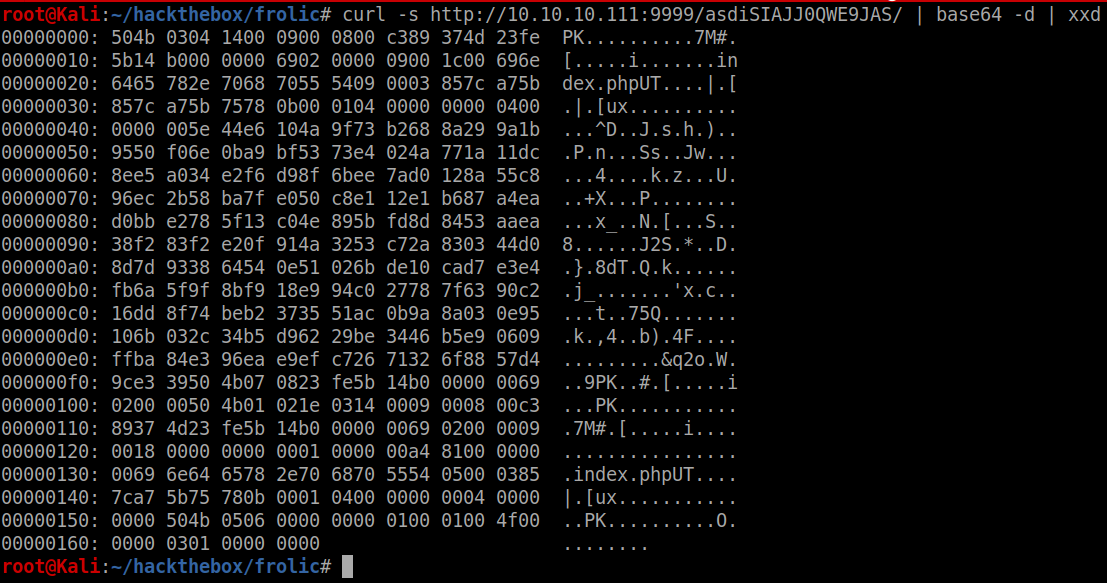 root@Kali:~/hackthebox/frolic# curl -s http://10.10.10.111:9999/asdiSIAJJ0QWE9JAS/ | base64 -d | xxd
00000000: 504b 0304 1400 0900 0800 c389 374d 23fe  PK..........7M#.
00000010: 5b14 b000 0000 6902 0000 0900 1c00 696e  [.....i.......in
00000020: 6465 782e 7068 7055 5409 0003 857c a75b  dex.phpUT....|.[
00000030: 857c a75b 7578 0b00 0104 0000 0000 0400  .|.[ux..........
00000040: 0000 005e 44e6 104a 9f73 b268 8a29 9a1b  ...^D..J.s.h.)..
00000050: 9550 f06e 0ba9 bf53 73e4 024a 771a 11dc  .P.n...Ss..Jw...
00000060: 8ee5 a034 e2f6 d98f 6bee 7ad0 128a 55c8  ...4....k.z...U.
00000070: 96ec 2b58 ba7f e050 c8e1 12e1 b687 a4ea  ..+X...P........
00000080: d0bb e278 5f13 c04e 895b fd8d 8453 aaea  ...x_..N.[...S..
00000090: 38f2 83f2 e20f 914a 3253 c72a 8303 44d0  8......J2S.*..D.
000000a0: 8d7d 9338 6454 0e51 026b de10 cad7 e3e4  .}.8dT.Q.k......
000000b0: fb6a 5f9f 8bf9 18e9 94c0 2778 7f63 90c2  .j_.......'x.c..
000000c0: 16dd 8f74 beb2 3735 51ac 0b9a 8a03 0e95  ...t..75Q.......
000000d0: 106b 032c 34b5 d962 29be 3446 b5e9 0609  .k.,4..b).4F....
000000e0: ffba 84e3 96ea e9ef c726 7132 6f88 57d4  .........&q2o.W.
000000f0: 9ce3 3950 4b07 0823 fe5b 14b0 0000 0069  ..9PK..#.[.....i
00000100: 0200 0050 4b01 021e 0314 0009 0008 00c3  ...PK...........
00000110: 8937 4d23 fe5b 14b0 0000 0069 0200 0009  .7M#.[.....i....
00000120: 0018 0000 0000 0001 0000 00a4 8100 0000  ................
00000130: 0069 6e64 6578 2e70 6870 5554 0500 0385  .index.phpUT....
00000140: 7ca7 5b75 780b 0001 0400 0000 0004 0000  |.[ux...........
00000150: 0000 504b 0506 0000 0000 0100 0100 4f00  ..PK..........O.
00000160: 0000 0301 0000 0000                      ........
root@Kali:~/hackthebox/frolic#